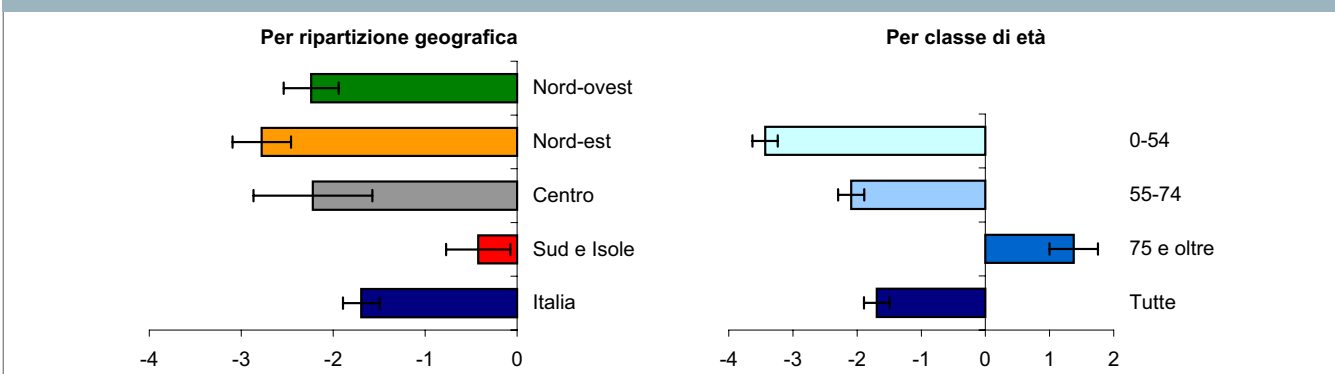 Per ripartizione geografica
Nord-ovest
Nord-est
Centro
Sud e Isole
Italia
-4 -3 -2 -1 0
Per classe di età
0-54
55-74
75 e oltre
Tutte
-4 -3 -2 -1 0 1 2